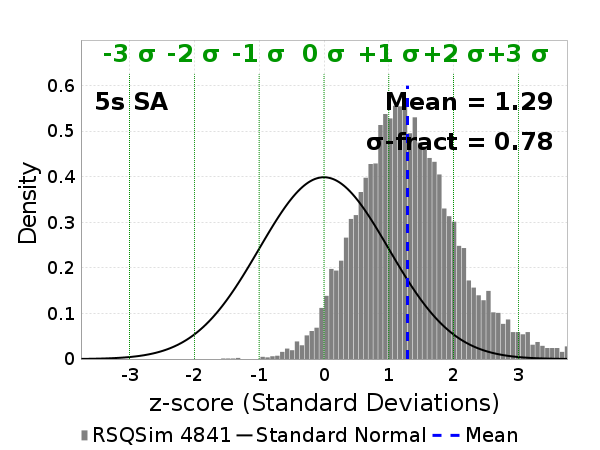 -3 σ -2 σ -1 σ 0 σ +1 σ +2 σ +3 σ
0.6
5s SA
Mean = 1.29
0.5
σ-fract = 0.78
0.4
0.3
0.2
0.1
0
Density
-3 -2 -1 0 1 2 3
z-score (Standard Deviations)
RSQSim 4841 Standard Normal Mean